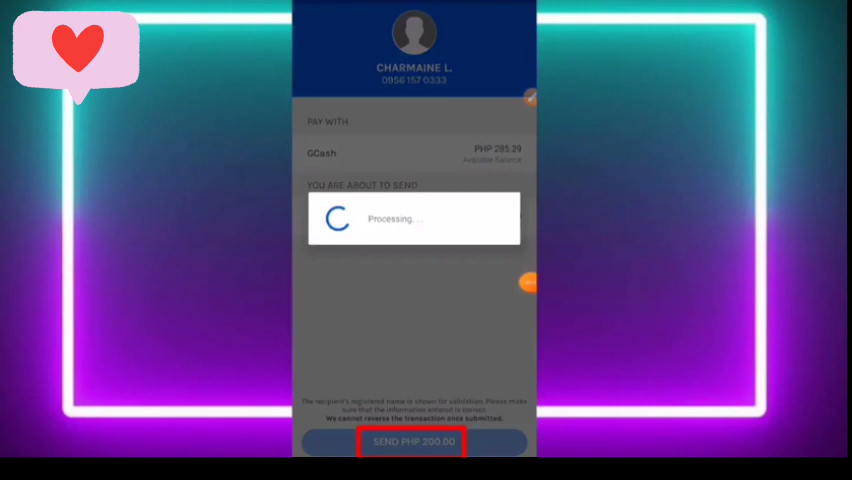 CHARMAINE L.
0956 157 0333
PAY WITH
GCash
PHP 285.29
Available Balance
YOU ARE ABOUT TO SEND
Processing. . .
The recipient's registered name is shown for validation. Please make
sure that the information entered is correct.
We cannot reverse the transaction once submitted.
SEND PHP 200.00